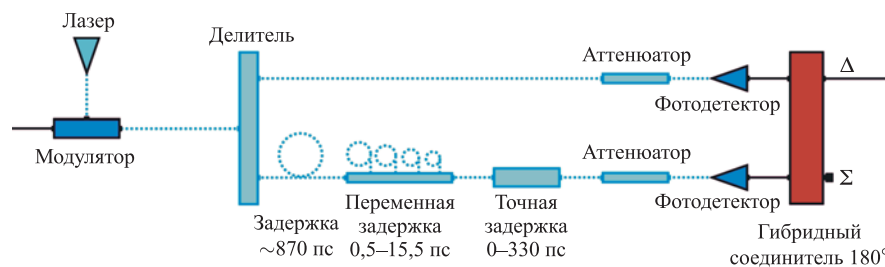 Лазер
Делитель
Аттенюатор
Δ
Фотодетектор
Модулятор
Аттенюатор
Σ
Фотодетектор
Задержка
~870 пс
Переменная
задержка
0,5–15,5 пс
Точная
задержка
0–330 пс
Гибридный
соединитель 180°